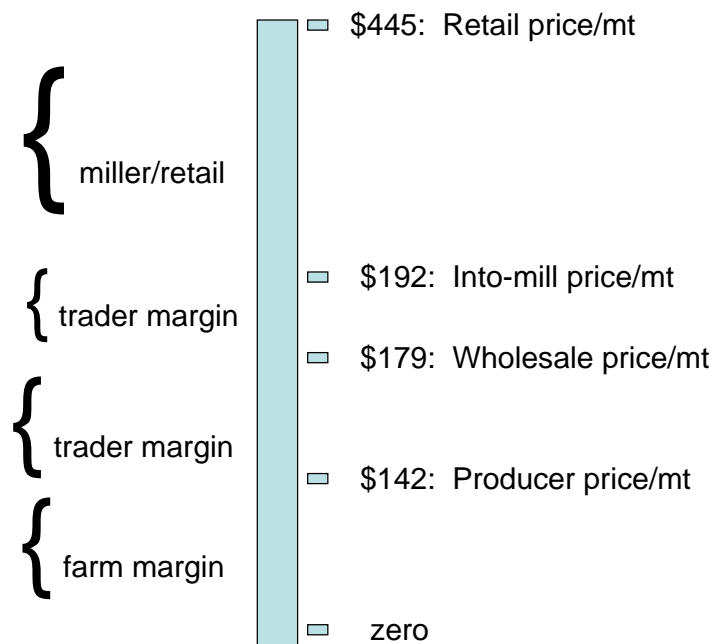 $445: Retail price/mt
miller/retail
$192: Into-mill price/mt
trader margin
$179: Wholesale price/mt
trader margin
$142: Producer price/mt
farm margin
zero